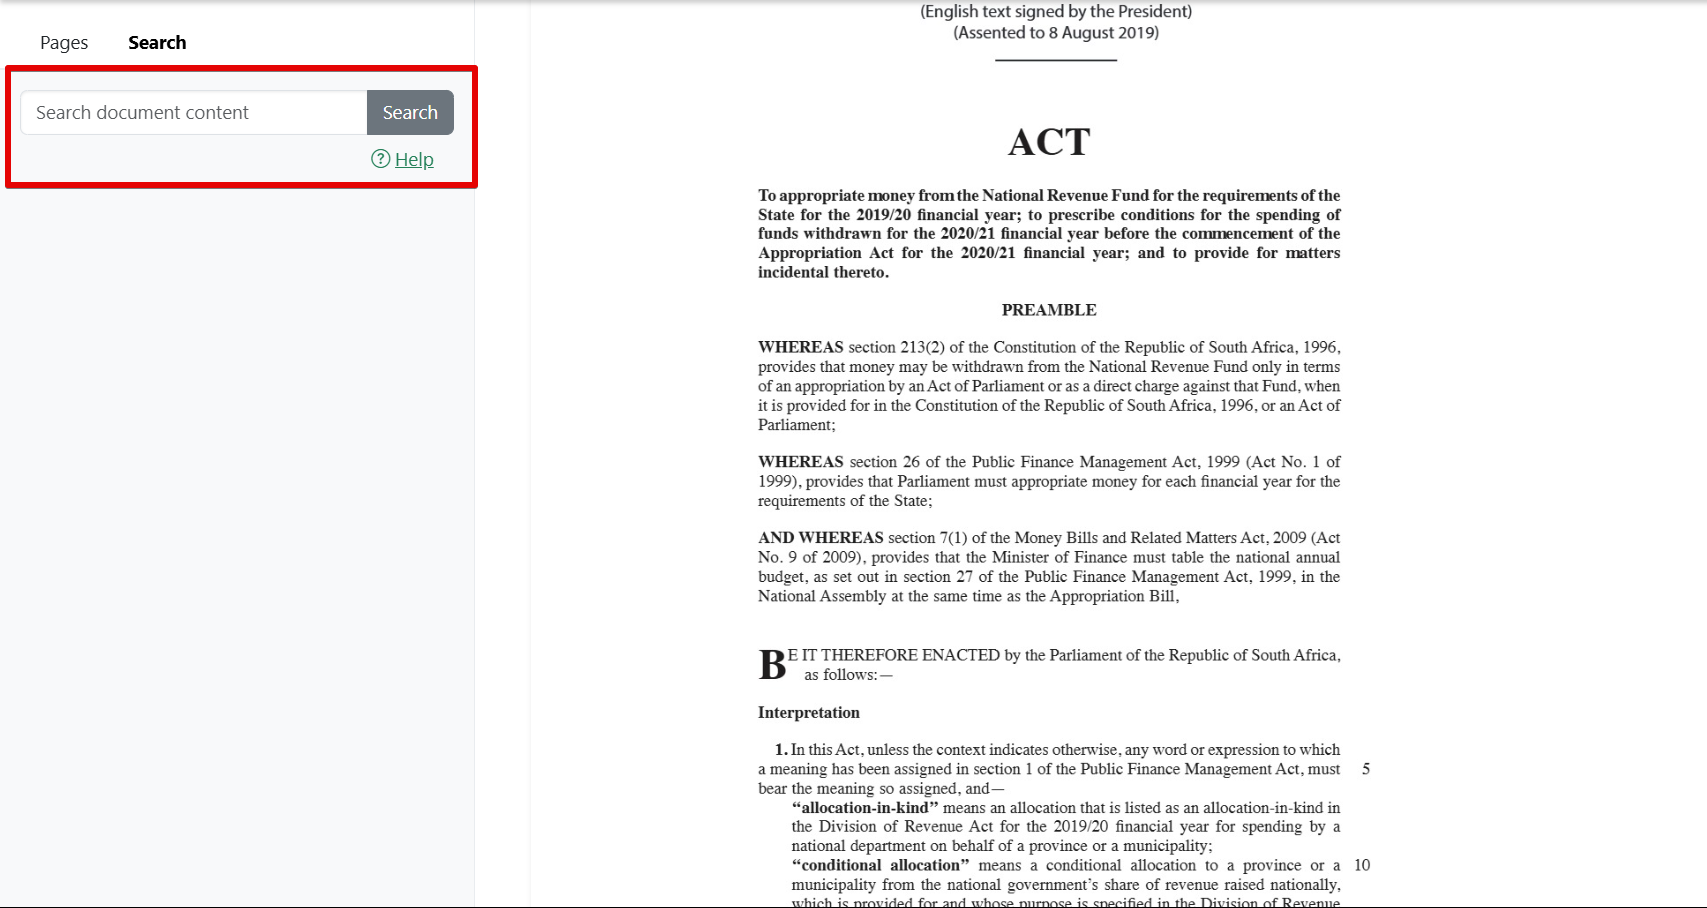 Pages Search
Search document content Search
Help
(English text signed by the President)
(Assented to 8 August 2019)
ACT
To appropriate money from the National Revenue Fund for the requirements of the
State for the 2019/20 financial year; to prescribe conditions for the spending of
funds withdrawn for the 2020/21 financial year before the commencement of the
Appropriation Act for the 2020/21 financial year; and to provide for matters
incidental thereto.
PREAMBLE
WHEREAS section 213(2) of the Constitution of the Republic of South Africa, 1996,
provides that money may be withdrawn from the National Revenue Fund only in terms
of an appropriation by an Act of Parliament or as a direct charge against that Fund, when
it is provided for in the Constitution of the Republic of South Africa, 1996, or an Act of
Parliament;
WHEREAS section 26 of the Public Finance Management Act, 1999 (Act No. 1 of
1999), provides that Parliament must appropriate money for each financial year for the
requirements of the State;
AND WHEREAS section 7(1) of the Money Bills and Related Matters Act, 2009 (Act
No. 9 of 2009), provides that the Minister of Finance must table the national annual
budget, as set out in section 27 of the Public Finance Management Act, 1999, in the
National Assembly at the same time as the Appropriation Bill,
BE IT THEREFORE ENACTED by the Parliament of the Republic of South Africa,
as follows:—
Interpretation
1. In this Act, unless the context indicates otherwise, any word or expression to which
a meaning has been assigned in section 1 of the Public Finance Management Act, must 5
bear the meaning so assigned, and—
“allocation-in-kind” means an allocation that is listed as an allocation-in-kind in
the Division of Revenue Act for the 2019/20 financial year for spending by a
national department on behalf of a province or a municipality;
“conditional allocation” means a conditional allocation to a province or a 10
municipality from the national government’s share of revenue raised nationally,
which is provided for and whose purpose is specified in the Division of Revenue